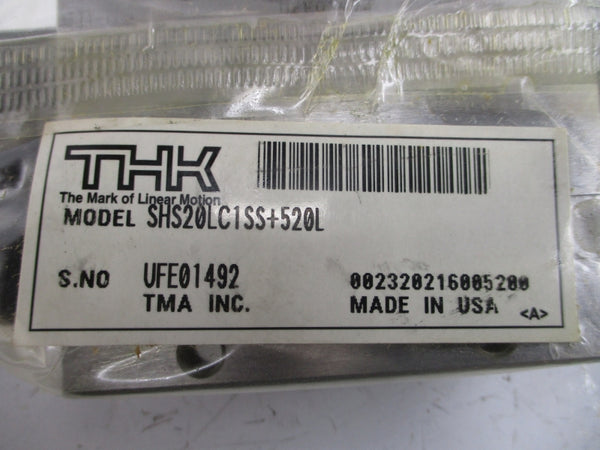 THK
The Mark of Linear Motion
MODEL SHS20LC1SS+520L
S.NO UFE01492 002320216005200
TMA INC. MADE IN USA <A>